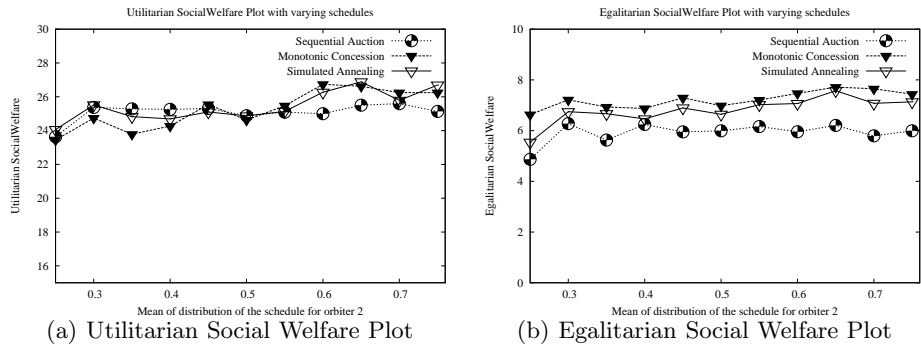 Utilitarian SocialWelfare Plot with varying schedules
Sequential Auction
Monotonic Concession
Simulated Annealing
30
28
26
24
22
20
18
16
Utilitarian SocialWelfare
0.3 0.4 0.5 0.6 0.7
Mean of distribution of the schedule for orbiter 2
(a) Utilitarian Social Welfare Plot
Egalitarian SocialWelfare Plot with varying schedules
Sequential Auction
Monotonic Concession
Simulated Annealing
10
8
6
4
2
0
Egalitarian SocialWelfare
0.3 0.4 0.5 0.6 0.7
Mean of distribution of the schedule for orbiter 2
(b) Egalitarian Social Welfare Plot